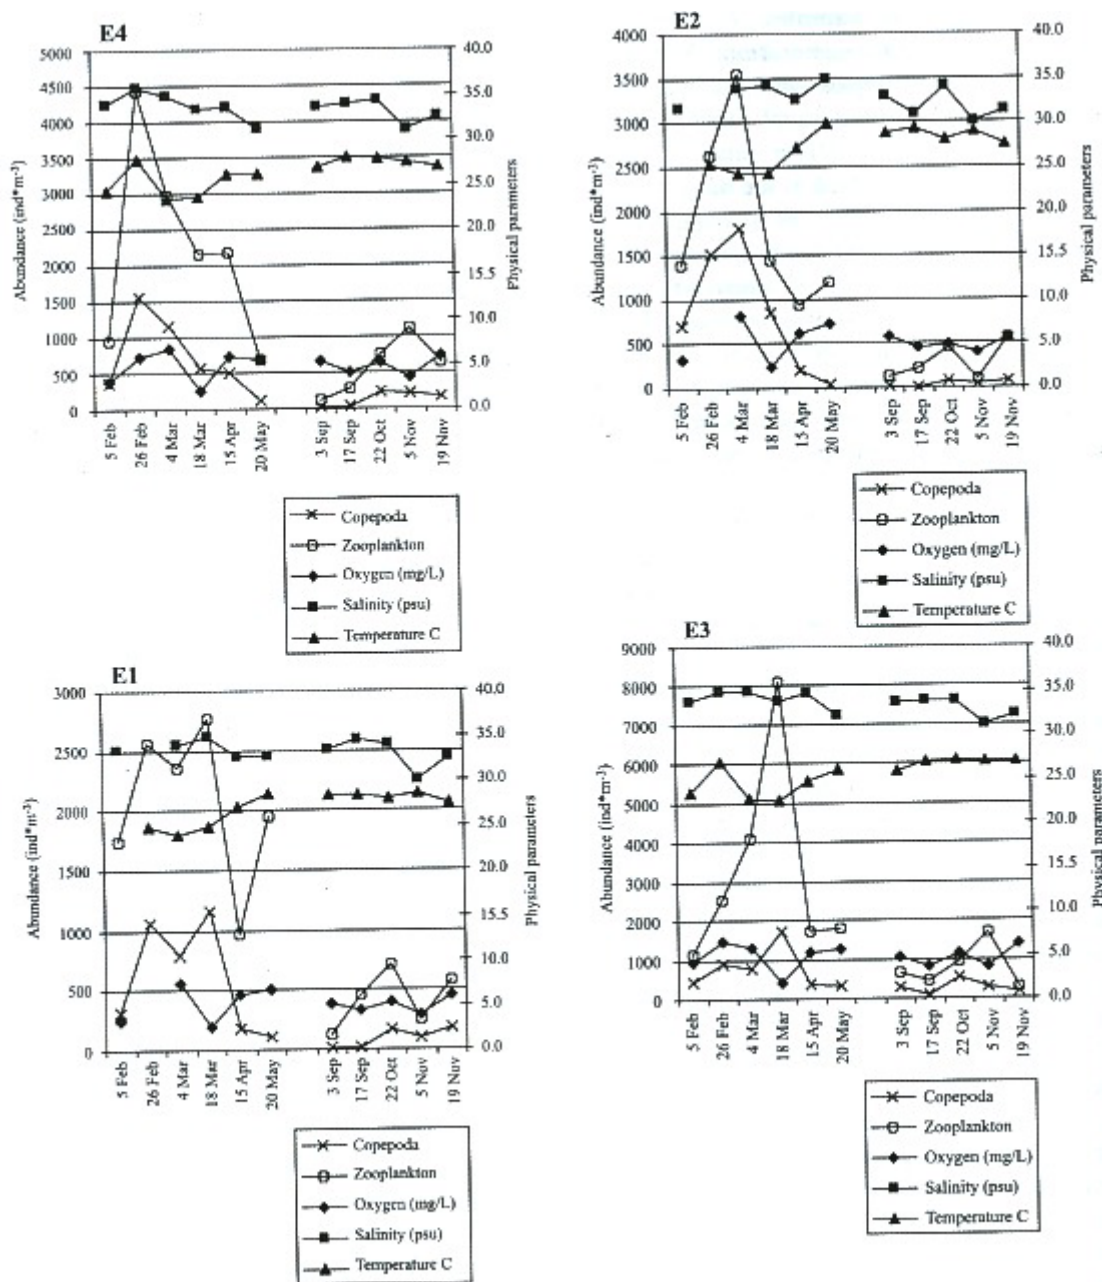 E4
5000
4500
4000
3500
3000
2500
2000
1500
1000
500
0
Abundance (ind*m-3)
40.0
35.0
30.0
25.0
20.0
15.5
10.0
5.0
0.0
Physical parameters
5 Feb
26 Feb
4 Mar
18 Mar
15 Apr
20 May
3 Sep
17 Sep
22 Oct
5 Nov
19 Nov
Copepoda
Zooplankton
Oxygen (mg/L)
Salinity (psu)
Temperature C
E2
4000
3500
3000
2500
2000
1500
1000
500
0
Abundance (ind*m-3)
40.0
35.0
30.0
25.0
20.0
15.5
10.0
5.0
0.0
Physical parameters
5 Feb
26 Feb
4 Mar
18 Mar
15 Apr
20 May
3 Sep
17 Sep
22 Oct
5 Nov
19 Nov
Copepoda
Zooplankton
Oxygen (mg/L)
Salinity (psu)
Temperature C
E1
3000
2500
2000
1500
1000
500
0
Abundance (ind*m-3)
40.0
35.0
30.0
25.0
20.0
15.5
10.0
5.0
0.0
Physical parameters
5 Feb
26 Feb
4 Mar
18 Mar
15 Apr
20 May
3 Sep
17 Sep
22 Oct
5 Nov
19 Nov
Copepoda
Zooplankton
Oxygen (mg/L)
Salinity (psu)
Temperature C
E3
9000
8000
7000
6000
5000
4000
3000
2000
1000
0
Abundance (ind*m-3)
40.0
35.0
30.0
25.0
20.0
15.5
10.0
5.0
0.0
Physical parameters
5 Feb
26 Feb
4 Mar
18 Mar
15 Apr
20 May
3 Sep
17 Sep
22 Oct
5 Nov
19 Nov
Copepoda
Zooplankton
Oxygen (mg/L)
Salinity (psu)
Temperature C